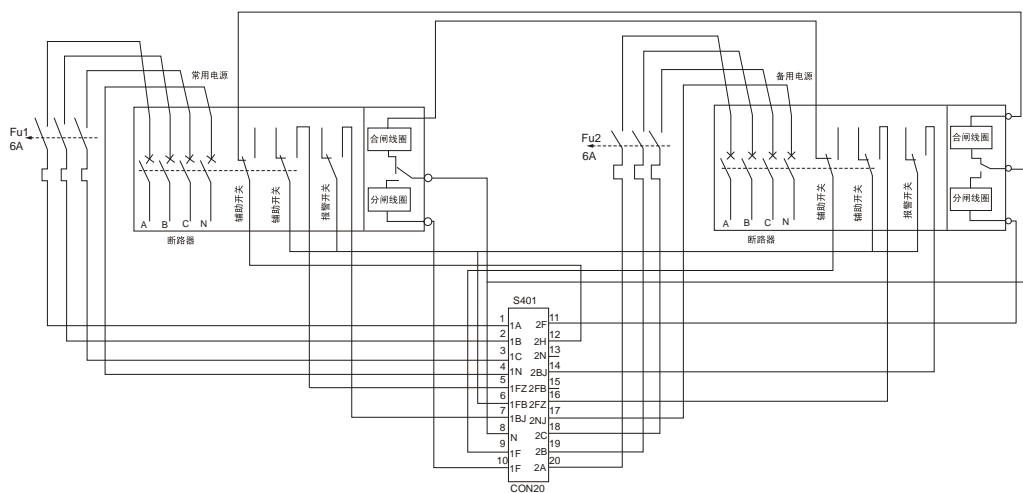 常用电源
备用电源
Fu1
6A
合闸线圈
分闸线圈
辅助开关
辅助开关
报警开关
A B C N
断路器
Fu2
6A
合闸线圈
分闸线圈
辅助开关
辅助开关
报警开关
A B C N
断路器
S401
1 1A 2F 11
2 1B 2H 12
3 1C 2N 13
4 1N 2BJ 14
5 1FZ 2FB 15
6 1FB 2FZ 16
7 1BJ 2NJ 17
8 N 2C 18
9 1F 2B 19
10 1F 2A 20
CON20